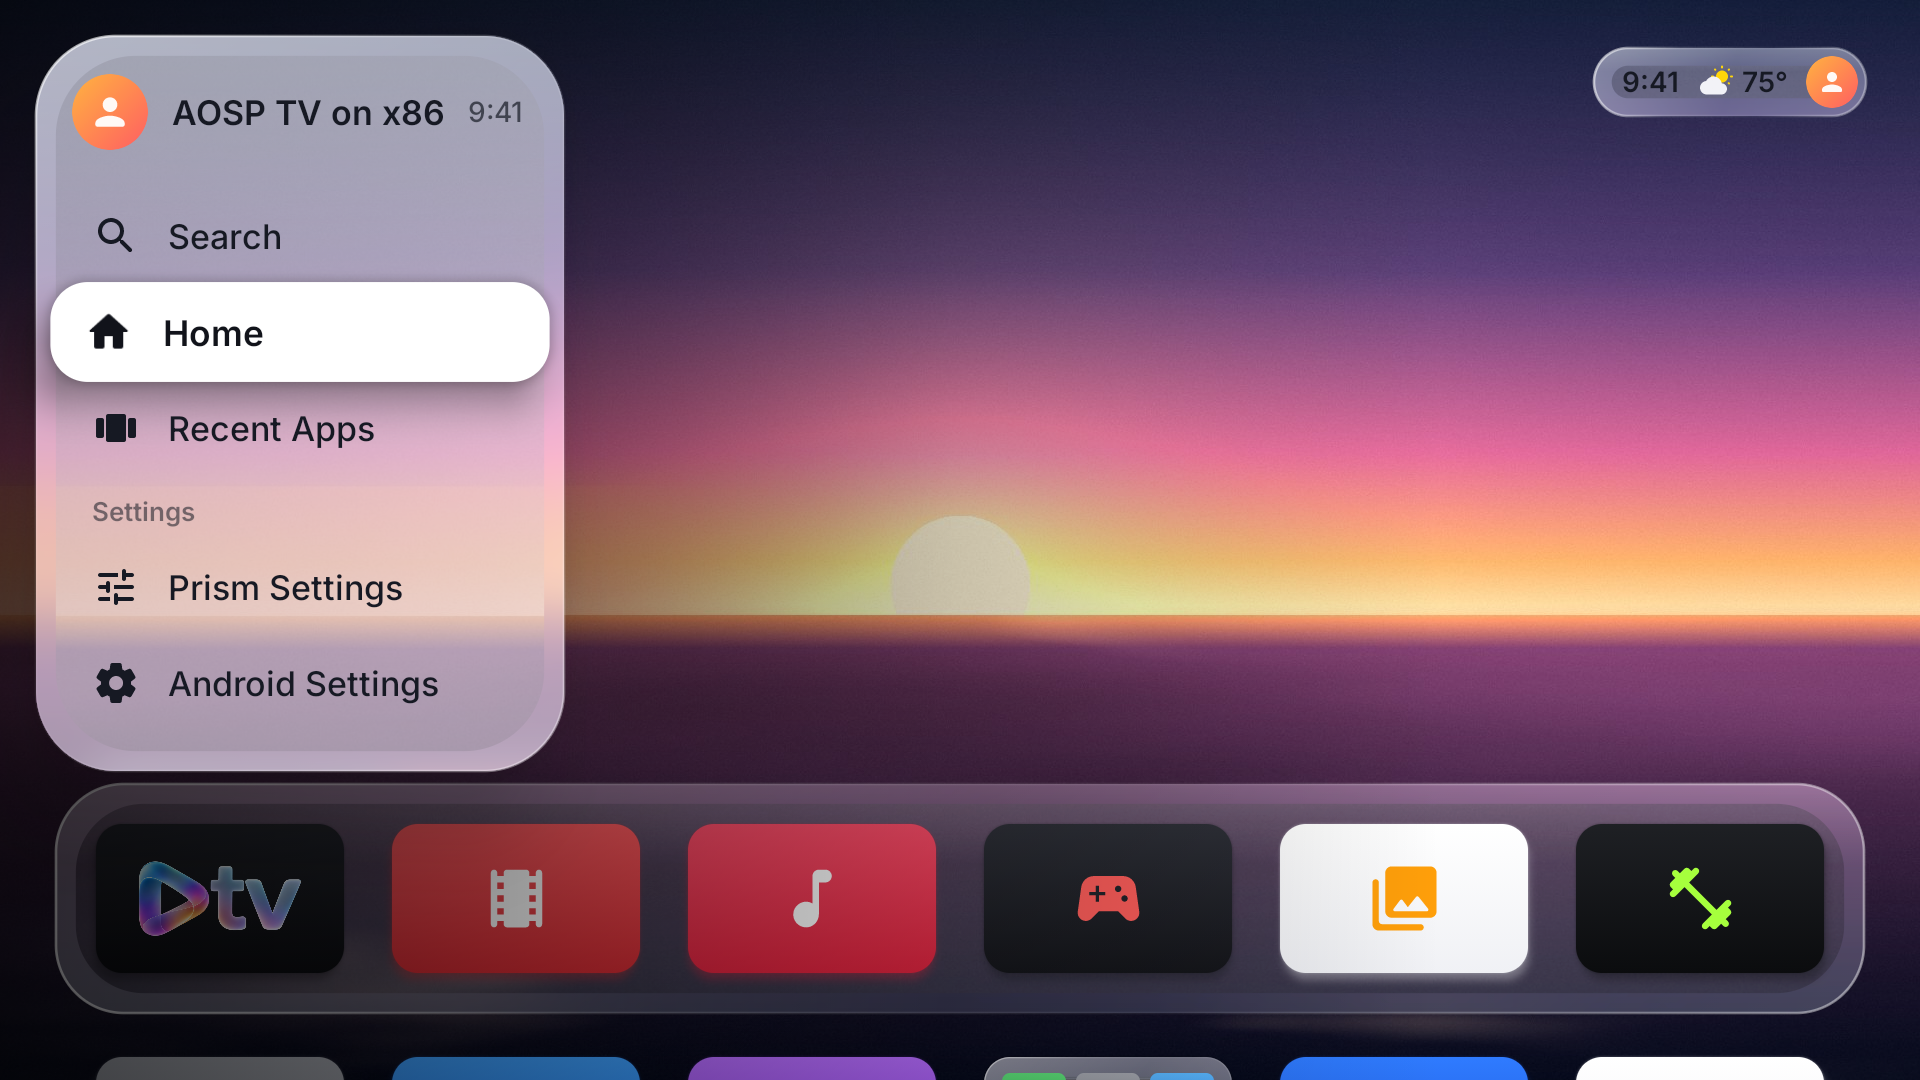 AOSP TV on x86 9:41
Search
Home
Recent Apps
Settings
Prism Settings
Android Settings
9:41 75°
tv